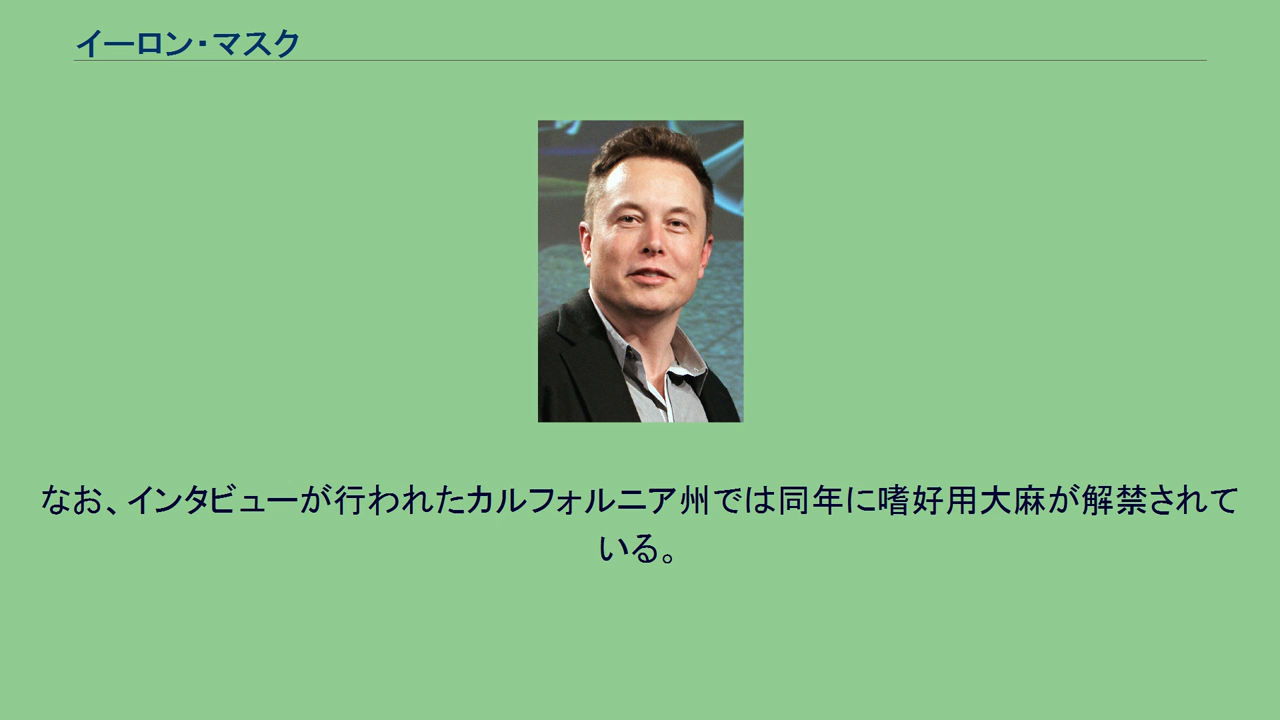 イーロン・マスク
なお、インタビューが行われたカルフォルニア州では同年に嗜好用大麻が解禁されて
いる。